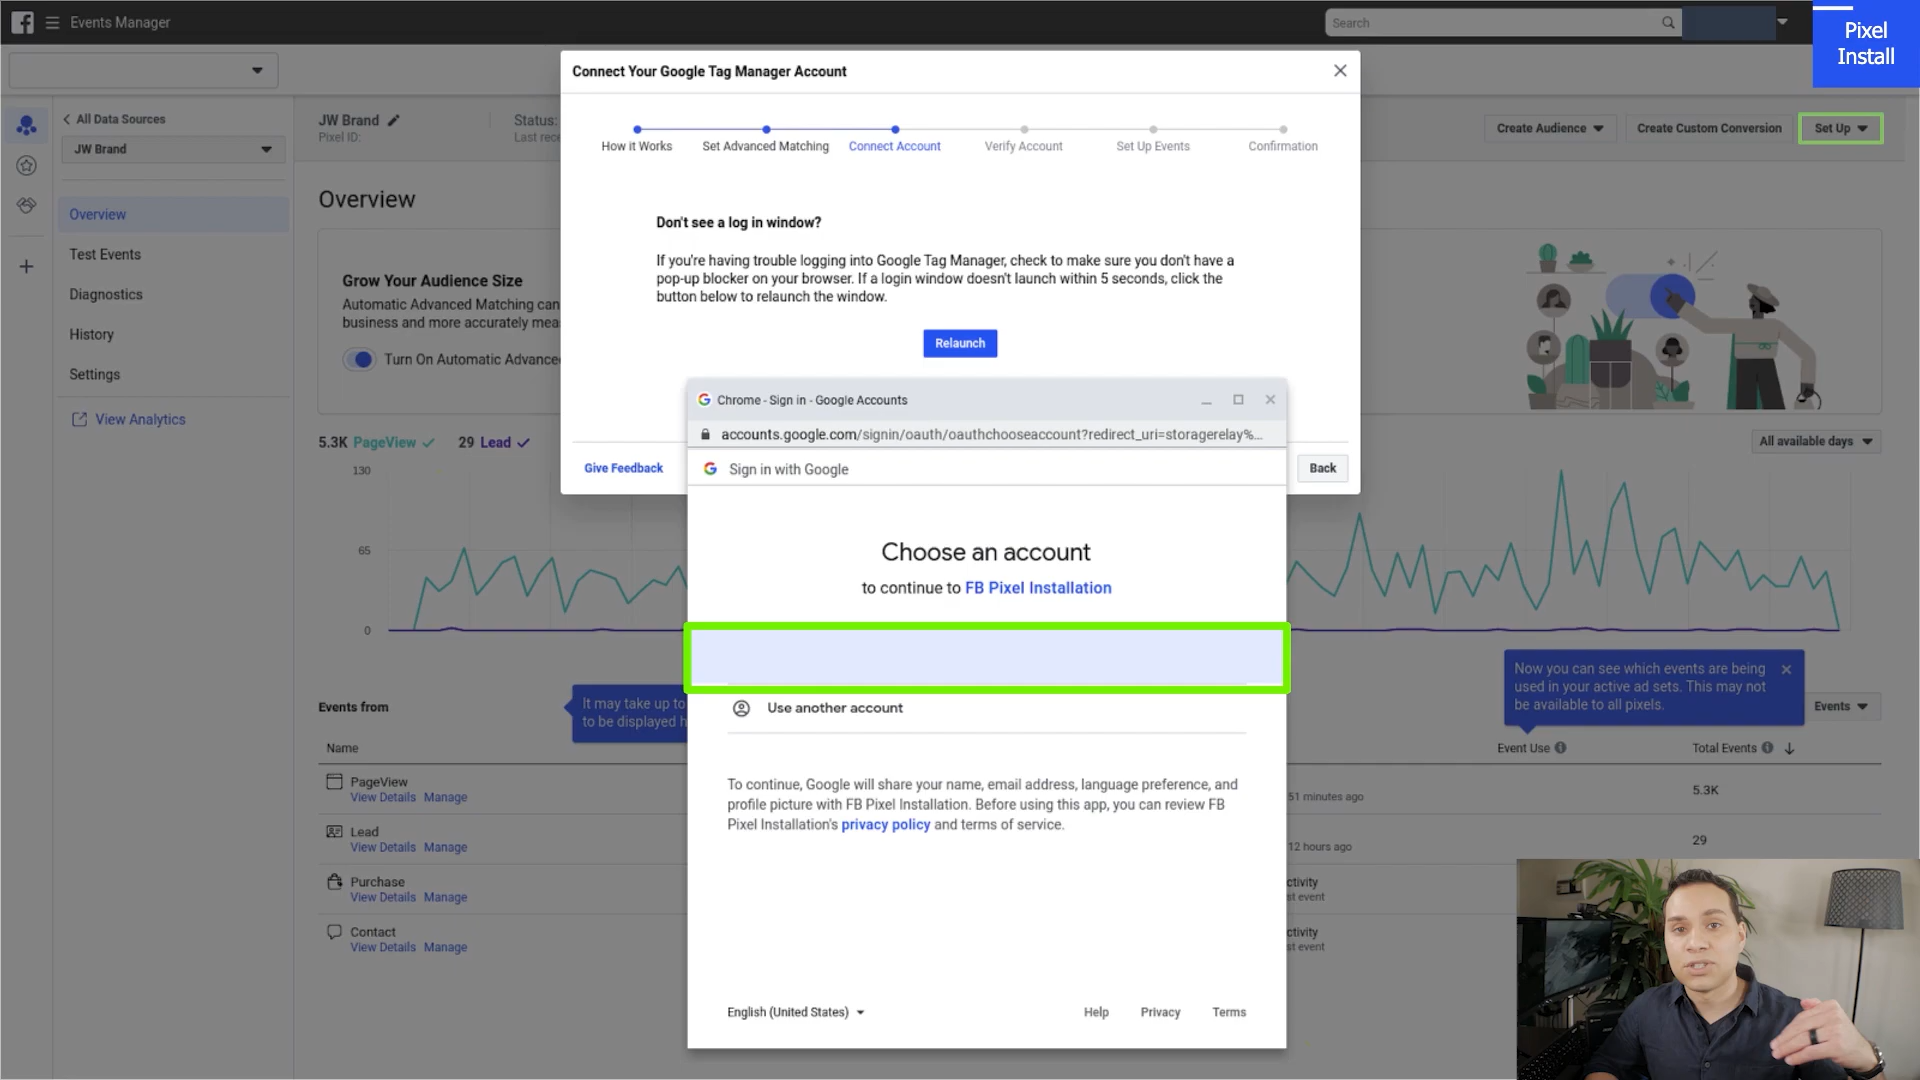 Events Manager
Search
Pixel
Install
Connect Your Google Tag Manager Account
How it Works
Set Advanced Matching
Connect Account
Verify Account
Set Up Events
Confirmation
All Data Sources
JW Brand
JW Brand
Pixel ID:
Status:
Last rece
Create Audience
Create Custom Conversion
Set Up
Overview
Test Events
Diagnostics
History
Settings
View Analytics
Overview
Grow Your Audience Size
Automatic Advanced Matching can
business and more accurately mea
Turn On Automatic Advance
Don't see a log in window?
If you're having trouble logging into Google Tag Manager, check to make sure you don't have a
pop-up blocker on your browser. If a login window doesn't launch within 5 seconds, click the
button below to relaunch the window.
Relaunch
Give Feedback
Back
5.3K PageView
29 Lead
All available days
130
65
0
Chrome - Sign in - Google Accounts
accounts.google.com/signin/oauth/oauthchooseaccount?redirect_uri=storagerelay%...
Sign in with Google
Choose an account
to continue to FB Pixel Installation
Use another account
To continue, Google will share your name, email address, language preference, and
profile picture with FB Pixel Installation. Before using this app, you can review FB
Pixel Installation's privacy policy and terms of service.
English (United States)
Help
Privacy
Terms
Events from
It may take up to
to be displayed h
Now you can see which events are being
used in your active ad sets. This may not
be available to all pixels.
Events
Name
Event Use
Total Events
PageView
View Details Manage
51 minutes ago
5.3K
Lead
View Details Manage
12 hours ago
29
Purchase
View Details Manage
ctivity
st event
Contact
View Details Manage
ctivity
st event